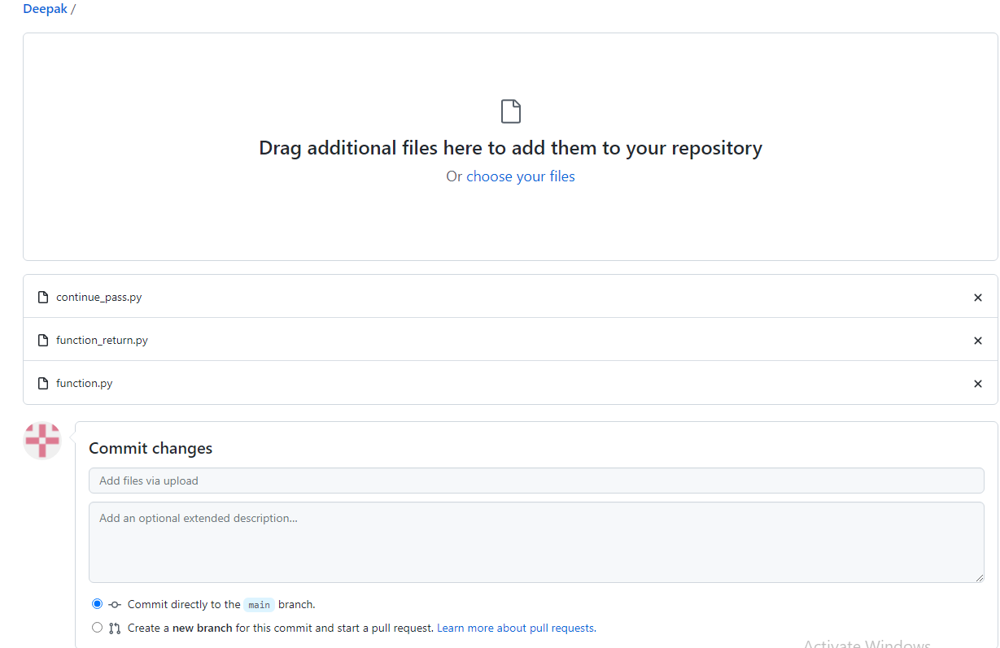 Deepak /
Drag additional files here to add them to your repository
Or choose your files
continue_pass.py
function_return.py
function.py
Commit changes
Add files via upload
Add an optional extended description...
Commit directly to the main branch.
Create a new branch for this commit and start a pull request. Learn more about pull requests.
Activate Windows